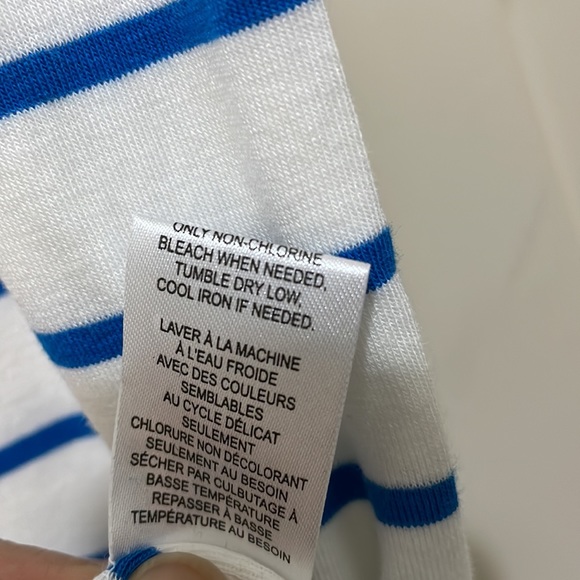 ONLY NON-CHLORINE
BLEACH WHEN NEEDED,
TUMBLE DRY LOW,
COOL IRON IF NEEDED.
LAVER À LA MACHINE
À L'EAU FROIDE
AVEC DES COULEURS
SEMBLABLES
AU CYCLE DÉLICAT
SEULEMENT
CHLORURE NON DÉCOLORANT
SEULEMENT AU BESOIN
SÉCHER PAR CULBUTAGE À
BASSE TEMPÉRATURE
REPASSER À BASSE
TEMPÉRATURE AU BESOIN